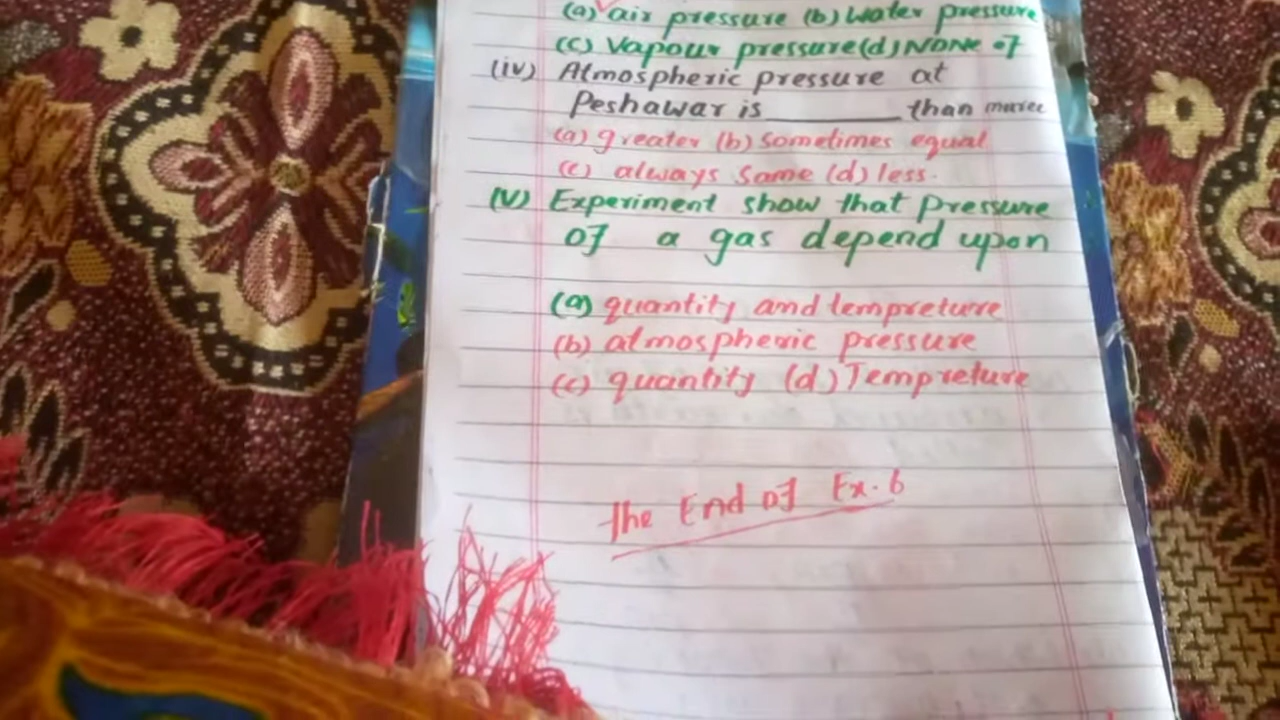 (a) air pressure (b) water pressure
(c) Vapour pressure (d) NONE of
(iv) Atmospheric pressure at
Peshawar is ______ than muree
(a) greater (b) sometimes equal
(c) always same (d) less.
(V) Experiment show that pressure
of a gas depend upon
(a) quantity and tempreture
(b) atmospheric pressure
(c) quantity (d) Tempreture
the End of Ex. 6